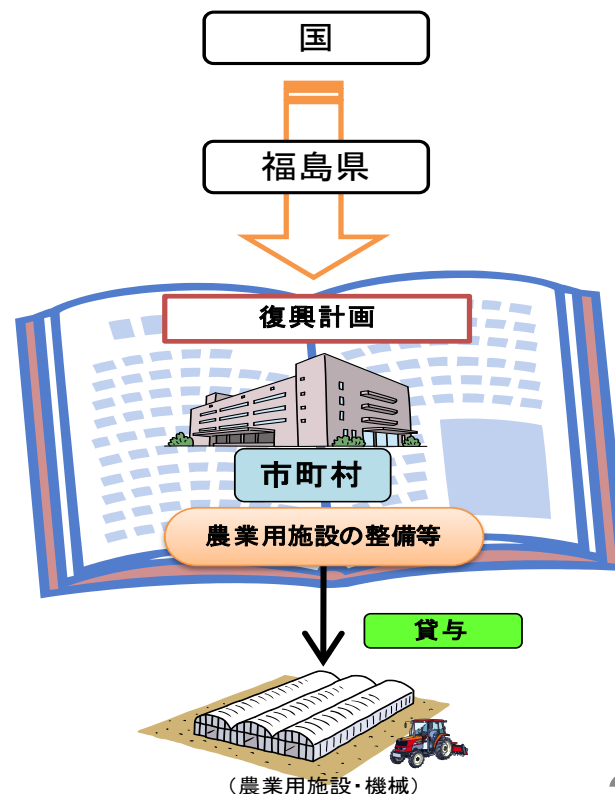 国
福島県
復興計画
市町村
農業用施設の整備等
貸与
（農業用施設・機械）